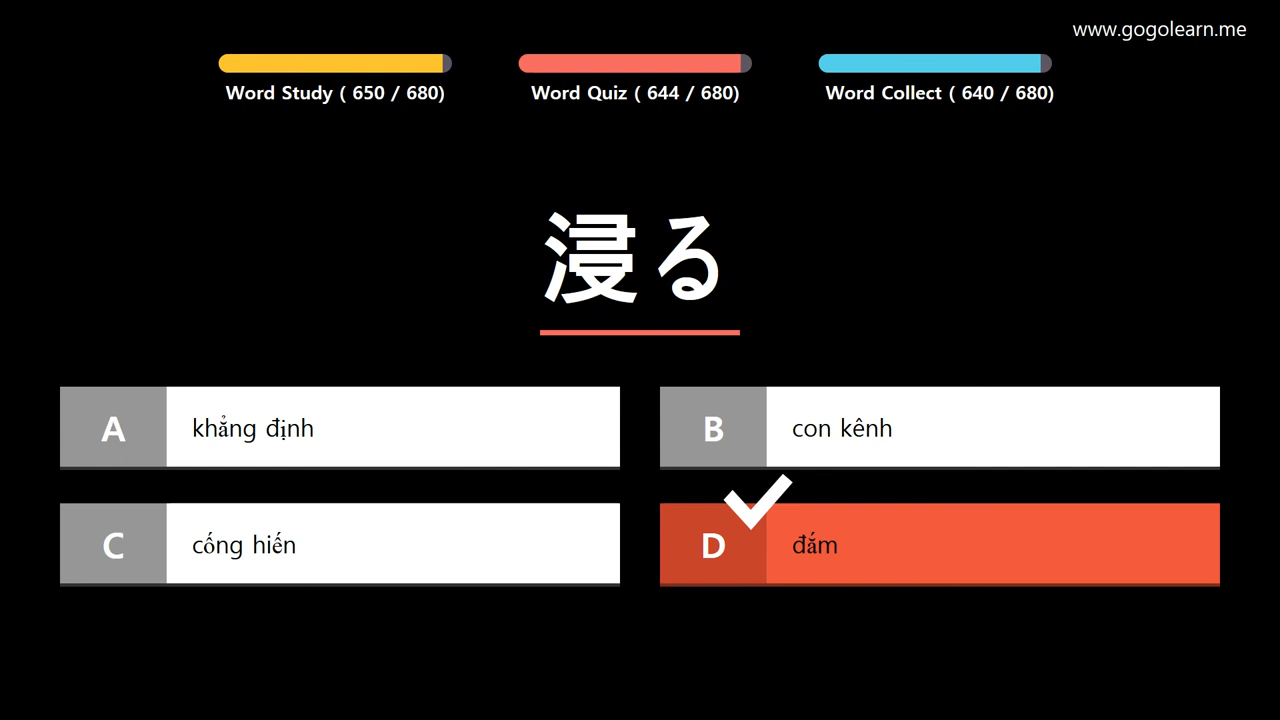 www.gogolearn.me
Word Study ( 650 / 680)
Word Quiz ( 644 / 680)
Word Collect ( 640 / 680)
浸る
A khẳng định
B con kênh
C cống hiến
D đắm